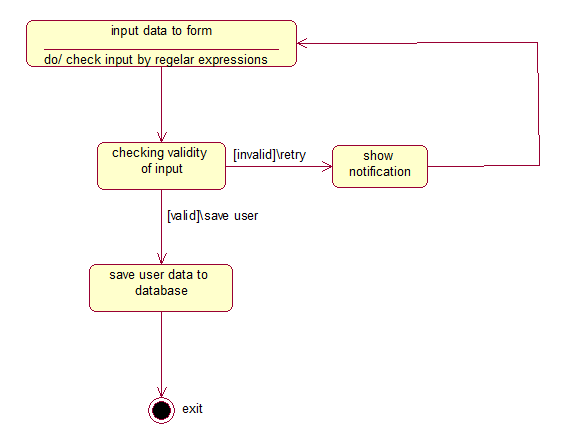 input data to form
do/ check input by regelar expressions
checking validity
of input
[invalid]\retry
show
notification
[valid]\save user
save user data to
database
exit